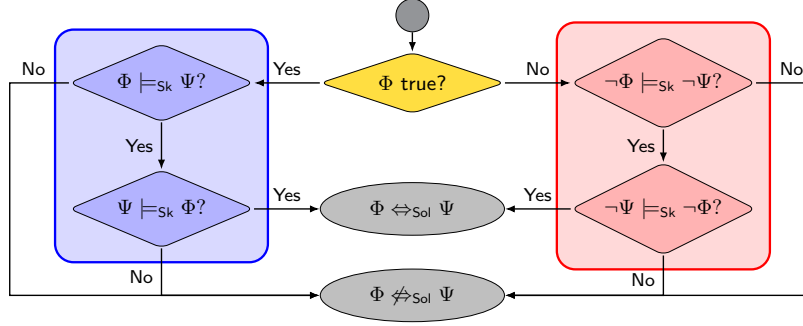 No
Φ ⊨Sk Ψ?
Yes
Φ true?
No
¬Φ ⊨Sk ¬Ψ?
No
Yes
Yes
Ψ ⊨Sk Φ?
Yes
Φ ⇔Sol Ψ
Yes
¬Ψ ⊨Sk ¬Φ?
No
Φ ⇎Sol Ψ
No